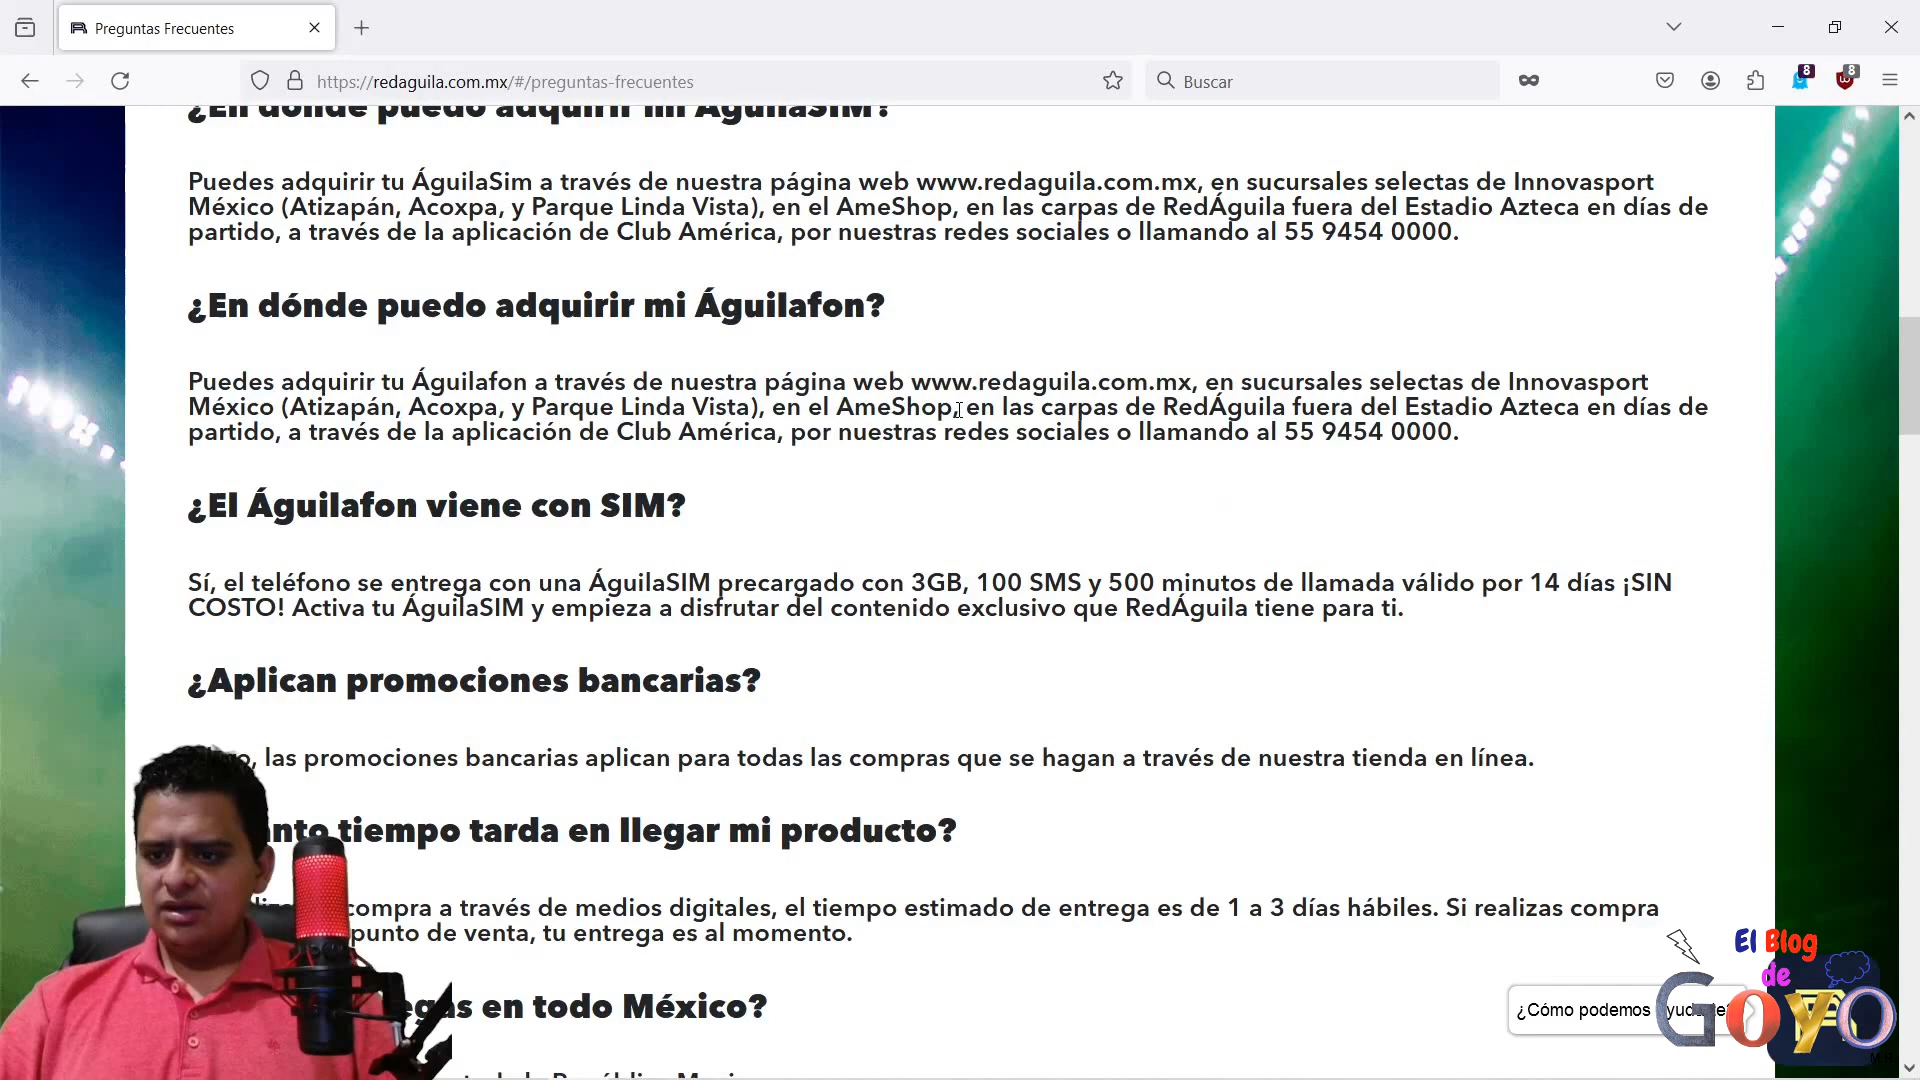 Preguntas Frecuentes
https://redaguila.com.mx/#/preguntas-frecuentes
Buscar
8
8
¿En dónde puedo adquirir mi ÁguilaSIM?
Puedes adquirir tu ÁguilaSim a través de nuestra página web www.redaguila.com.mx, en sucursales selectas de Innovasport
México (Atizapán, Acoxpa, y Parque Linda Vista), en el AmeShop, en las carpas de RedÁguila fuera del Estadio Azteca en días de
partido, a través de la aplicación de Club América, por nuestras redes sociales o llamando al 55 9454 0000.
¿En dónde puedo adquirir mi Águilafon?
Puedes adquirir tu Águilafon a través de nuestra página web www.redaguila.com.mx, en sucursales selectas de Innovasport
México (Atizapán, Acoxpa, y Parque Linda Vista), en el AmeShop, en las carpas de RedÁguila fuera del Estadio Azteca en días de
partido, a través de la aplicación de Club América, por nuestras redes sociales o llamando al 55 9454 0000.
¿El Águilafon viene con SIM?
Sí, el teléfono se entrega con una ÁguilaSIM precargado con 3GB, 100 SMS y 500 minutos de llamada válido por 14 días ¡SIN
COSTO! Activa tu ÁguilaSIM y empieza a disfrutar del contenido exclusivo que RedÁguila tiene para ti.
¿Aplican promociones bancarias?
las promociones bancarias aplican para todas las compras que se hagan a través de nuestra tienda en línea.
tiempo tarda en llegar mi producto?
compra a través de medios digitales, el tiempo estimado de entrega es de 1 a 3 días hábiles. Si realizas compra
punto de venta, tu entrega es al momento.
en todo México?
¿Cómo podemos
El Blog
de
GOYO
M.R.